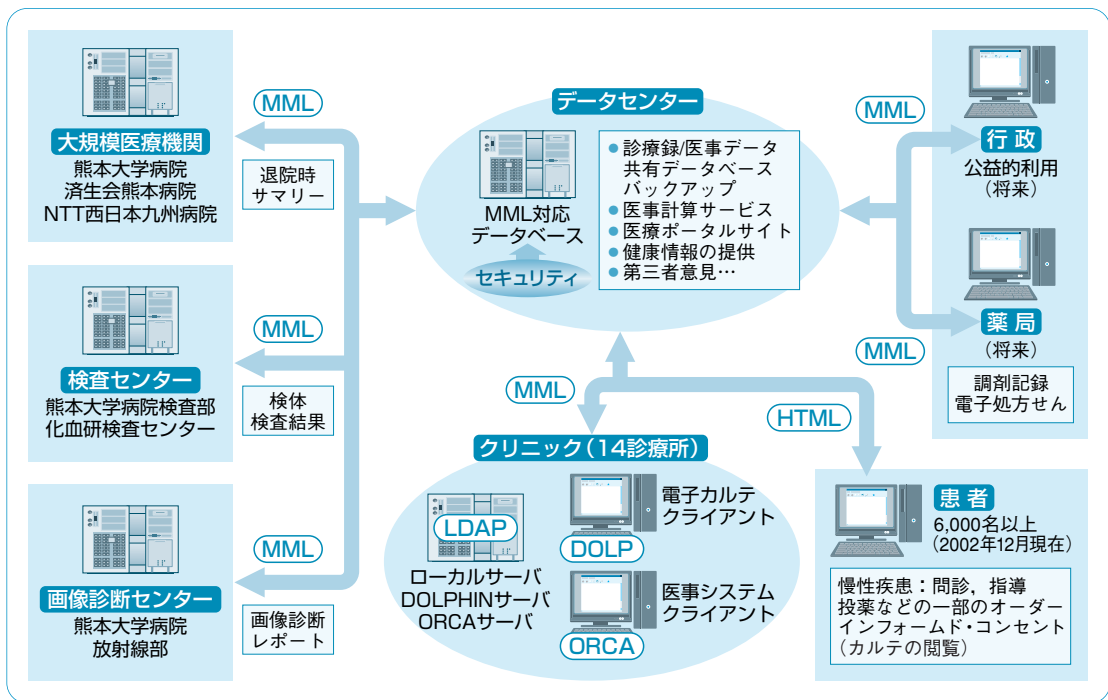 MML
大規模医療機関
熊本大学病院
済生会熊本病院
NTT西日本九州病院
退院時
サマリー
MML
検査センター
熊本大学病院検査部
化血研検査センター
検体
検査結果
MML
画像診断センター
熊本大学病院
放射線部
画像診断
レポート
データセンター
MML対応
データベース
セキュリティ
●診療録/医事データ
共有データベース
バックアップ
●医事計算サービス
●医療ポータルサイト
●健康情報の提供
●第三者意見…
MML
行政
公益的利用
（将来）
MML
薬局
（将来）
調剤記録
電子処方せん
MML
HTML
クリニック（14診療所）
LDAP
ローカルサーバ
DOLPHINサーバ
ORCAサーバ
電子カルテ
クライアント
DOLP
医事システム
クライアント
ORCA
患者
6,000名以上
（2002年12月現在）
慢性疾患：問診，指導
投薬などの一部のオーダー
インフォームド・コンセント
（カルテの閲覧）